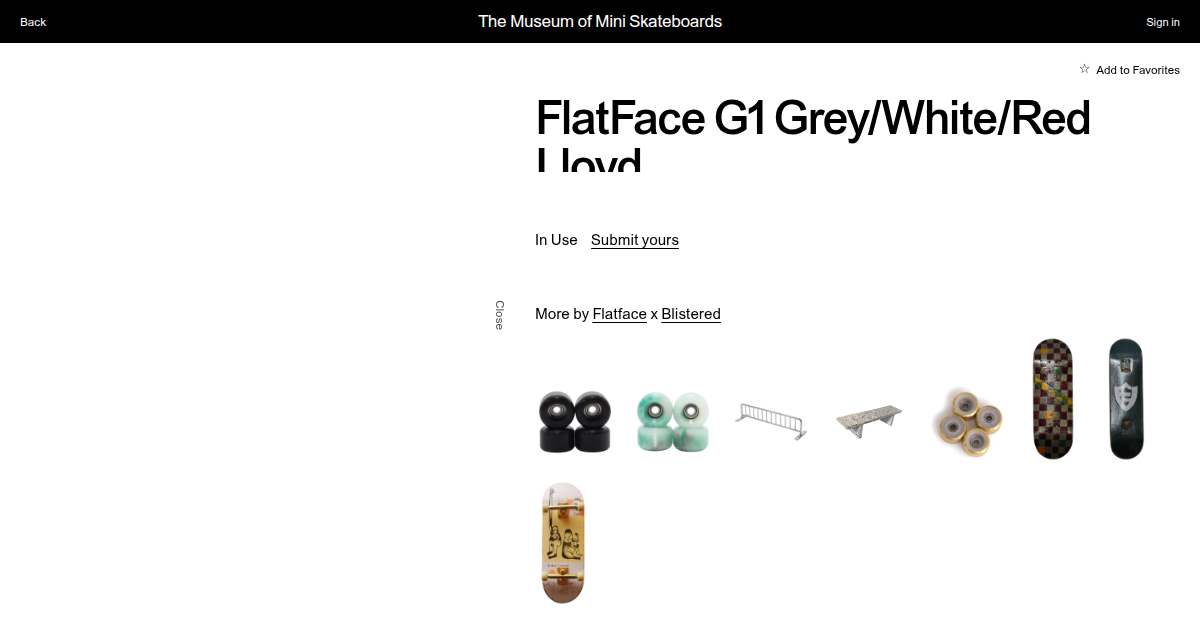 Back
The Museum of Mini Skateboards
Sign in
☆ Add to Favorites
FlatFace G1 Grey/White/Red
Lloyd
In Use Submit yours
Close
More by Flatface x Blistered